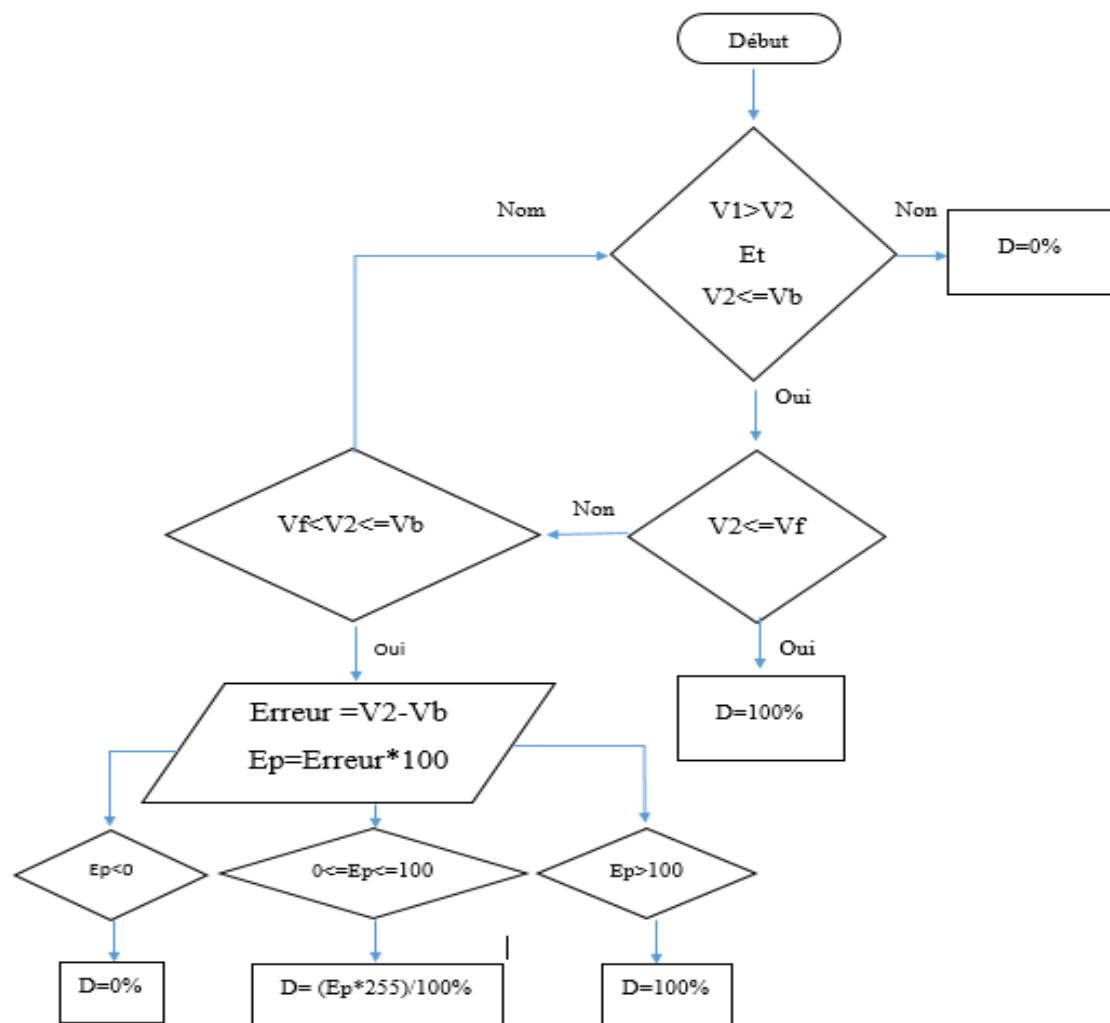 Début
V1>V2
Et
V2<=Vb
Non
D=0%
Nom
Oui
V2<=Vf
Non
Vf<V2<=Vb
Oui
D=100%
Oui
Erreur =V2-Vb
Ep=Erreur*100
Ep<0
0<=Ep<=100
Ep>100
D=0%
D= (Ep*255)/100%
D=100%